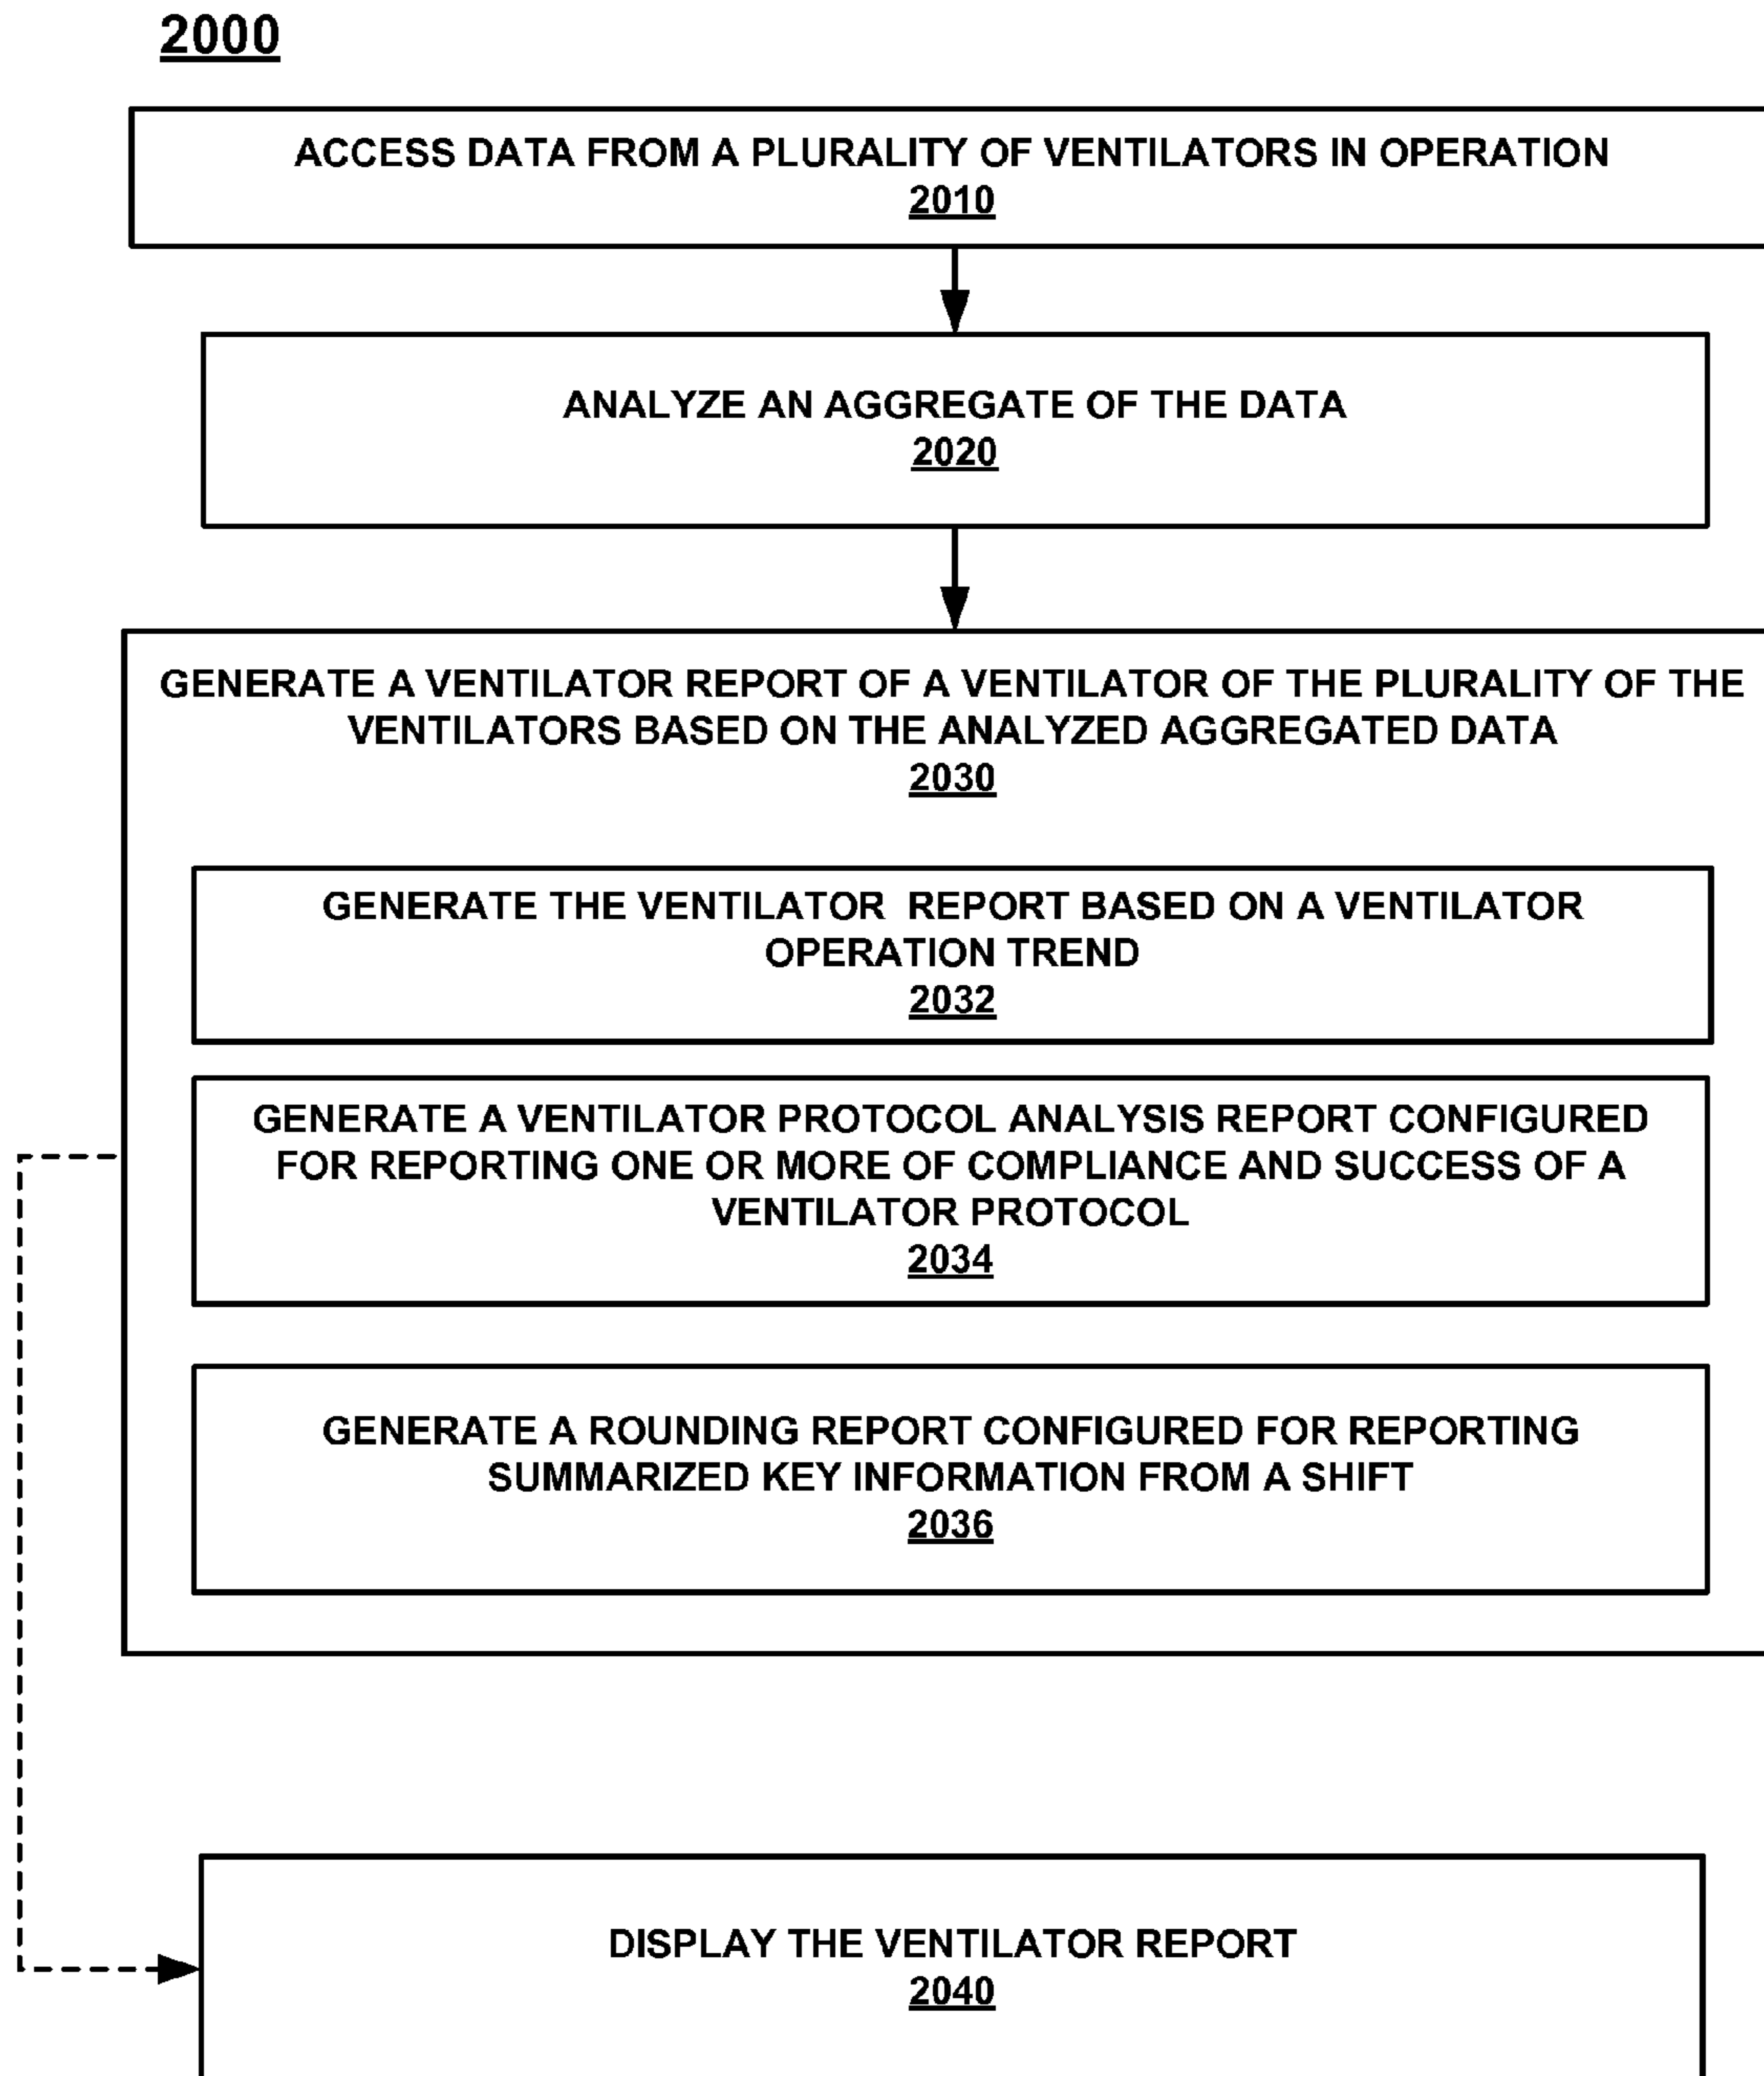 2000
ACCESS DATA FROM A PLURALITY OF VENTILATORS IN OPERATION
2010
ANALYZE AN AGGREGATE OF THE DATA
2020
GENERATE A VENTILATOR REPORT OF A VENTILATOR OF THE PLURALITY OF THE
VENTILATORS BASED ON THE ANALYZED AGGREGATED DATA
2030
GENERATE THE VENTILATOR REPORT BASED ON A VENTILATOR
OPERATION TREND
2032
GENERATE A VENTILATOR PROTOCOL ANALYSIS REPORT CONFIGURED
FOR REPORTING ONE OR MORE OF COMPLIANCE AND SUCCESS OF A
VENTILATOR PROTOCOL
2034
GENERATE A ROUNDING REPORT CONFIGURED FOR REPORTING
SUMMARIZED KEY INFORMATION FROM A SHIFT
2036
DISPLAY THE VENTILATOR REPORT
2040